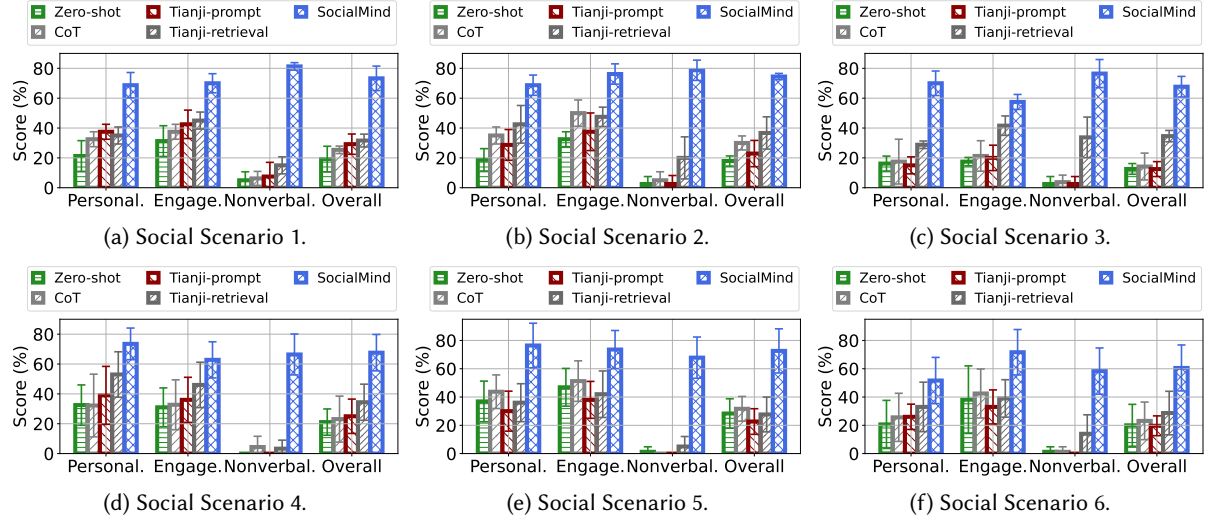 Zero-shot Tianji-prompt SocialMind
CoT Tianji-retrieval
Score (%)
80
60
40
20
0
Personal. Engage. Nonverbal. Overall
(a) Social Scenario 1.
Zero-shot Tianji-prompt SocialMind
CoT Tianji-retrieval
Score (%)
80
60
40
20
0
Personal. Engage. Nonverbal. Overall
(b) Social Scenario 2.
Zero-shot Tianji-prompt SocialMind
CoT Tianji-retrieval
Score (%)
80
60
40
20
0
Personal. Engage. Nonverbal. Overall
(c) Social Scenario 3.
Zero-shot Tianji-prompt SocialMind
CoT Tianji-retrieval
Score (%)
80
60
40
20
0
Personal. Engage. Nonverbal. Overall
(d) Social Scenario 4.
Zero-shot Tianji-prompt SocialMind
CoT Tianji-retrieval
Score (%)
80
60
40
20
0
Personal. Engage. Nonverbal. Overall
(e) Social Scenario 5.
Zero-shot Tianji-prompt SocialMind
CoT Tianji-retrieval
Score (%)
80
60
40
20
0
Personal. Engage. Nonverbal. Overall
(f) Social Scenario 6.